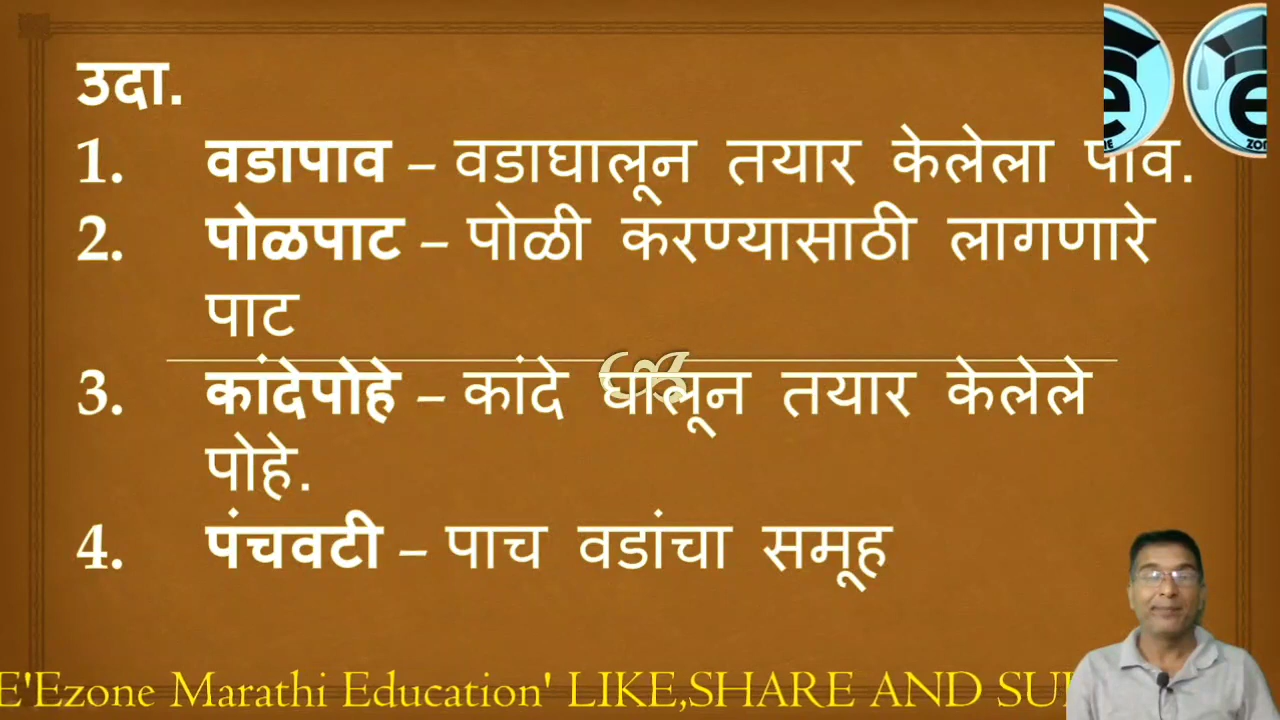 उदा.
1. वडापाव – वडाघालून तयार केलेला पाव.
2. पोळपाट – पोळी करण्यासाठी लागणारे
पाट
3. कांदेपोहे – कांदे घालून तयार केलेले
पोहे.
4. पंचवटी – पाच वडांचा समूह
E'Ezone Marathi Education' LIKE,SHARE AND